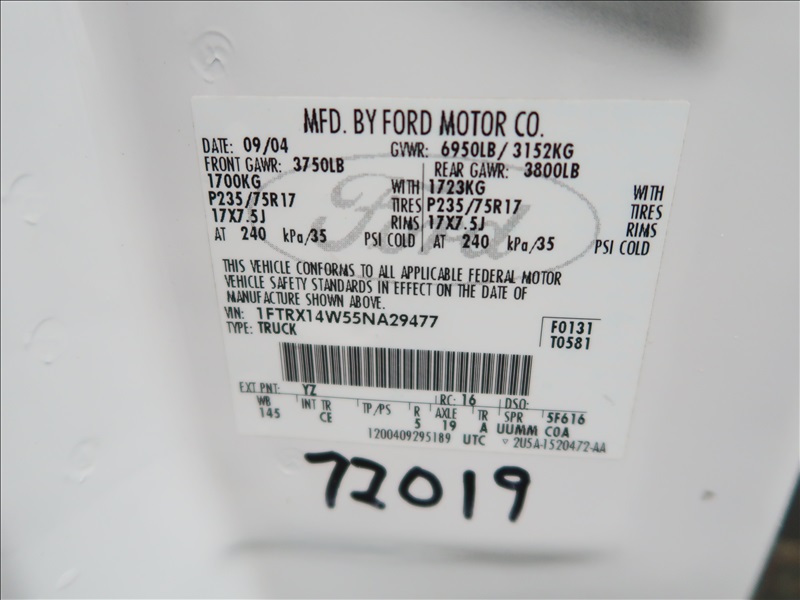 MFD. BY FORD MOTOR CO.
DATE: 09/04 GVWR: 6950LB / 3152KG
FRONT GAWR: 3750LB REAR GAWR: 3800LB
1700KG WITH 1723KG WITH
P235/75R17 TIRES P235/75R17 TIRES
17X7.5J RIMS 17X7.5J RIMS
AT 240 kPa/35 PSI COLD AT 240 kPa/35 PSI COLD
Ford
THIS VEHICLE CONFORMS TO ALL APPLICABLE FEDERAL MOTOR
VEHICLE SAFETY STANDARDS IN EFFECT ON THE DATE OF
MANUFACTURE SHOWN ABOVE.
VIN: 1FTRX14W55NA29477 F0131
TYPE: TRUCK T0581
EXT PNT: YZ RC: 16 DSO:
WB INT TR TP/PS R AXLE TR SPR 5F616
145 CE 5 19 A UUMM COA
1200409295189 UTC ▽ 2U5A-1520472-AA
72019